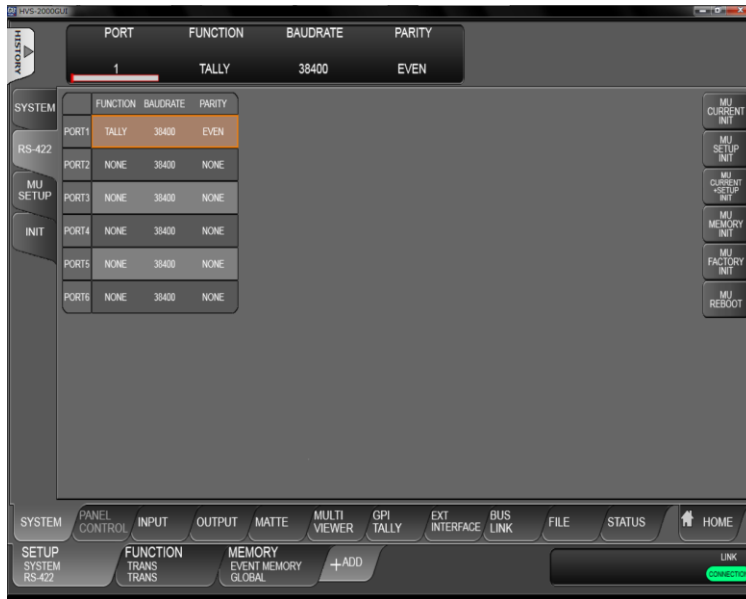 HVS-2000GUI
HISTORY
PORT FUNCTION BAUDRATE PARITY
1 TALLY 38400 EVEN
SYSTEM
RS-422
MU
SETUP
INIT
FUNCTION BAUDRATE PARITY
PORT1 TALLY 38400 EVEN
PORT2 NONE 38400 NONE
PORT3 NONE 38400 NONE
PORT4 NONE 38400 NONE
PORT5 NONE 38400 NONE
PORT6 NONE 38400 NONE
MU
CURRENT
INIT
MU
SETUP
INIT
MU
CURRENT
+SETUP
INIT
MU
MEMORY
INIT
MU
FACTORY
INIT
MU
REBOOT
SYSTEM
PANEL
CONTROL
INPUT
OUTPUT
MATTE
MULTI
VIEWER
GPI
TALLY
EXT
INTERFACE
BUS
LINK
FILE
STATUS
HOME
SETUP
SYSTEM
RS-422
FUNCTION
TRANS
TRANS
MEMORY
EVENT MEMORY
GLOBAL
+ADD
LINK
CONNECTION